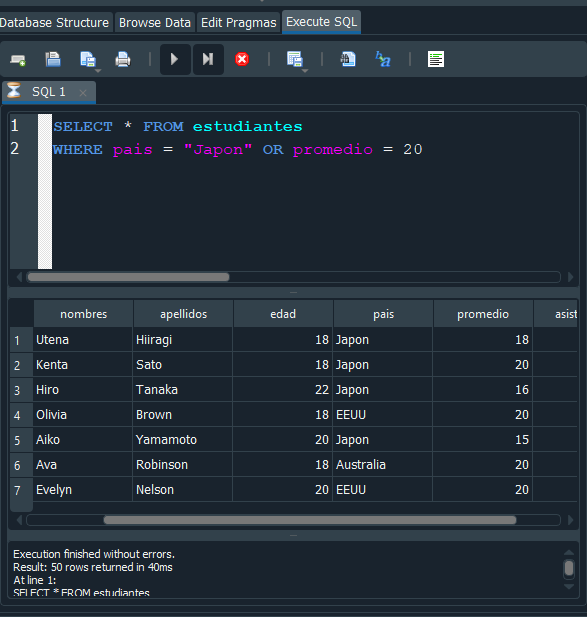 Database Structure Browse Data Edit Pragmas Execute SQL
SQL 1
1 SELECT * FROM estudiantes
2 WHERE pais = "Japon" OR promedio = 20
nombres apellidos edad pais promedio asist
1 Utena Hiiragi 18 Japon 18
2 Kenta Sato 18 Japon 20
3 Hiro Tanaka 22 Japon 16
4 Olivia Brown 18 EEUU 20
5 Aiko Yamamoto 20 Japon 15
6 Ava Robinson 18 Australia 20
7 Evelyn Nelson 20 EEUU 20
Execution finished without errors.
Result: 50 rows returned in 40ms
At line 1:
SELECT * FROM estudiantes